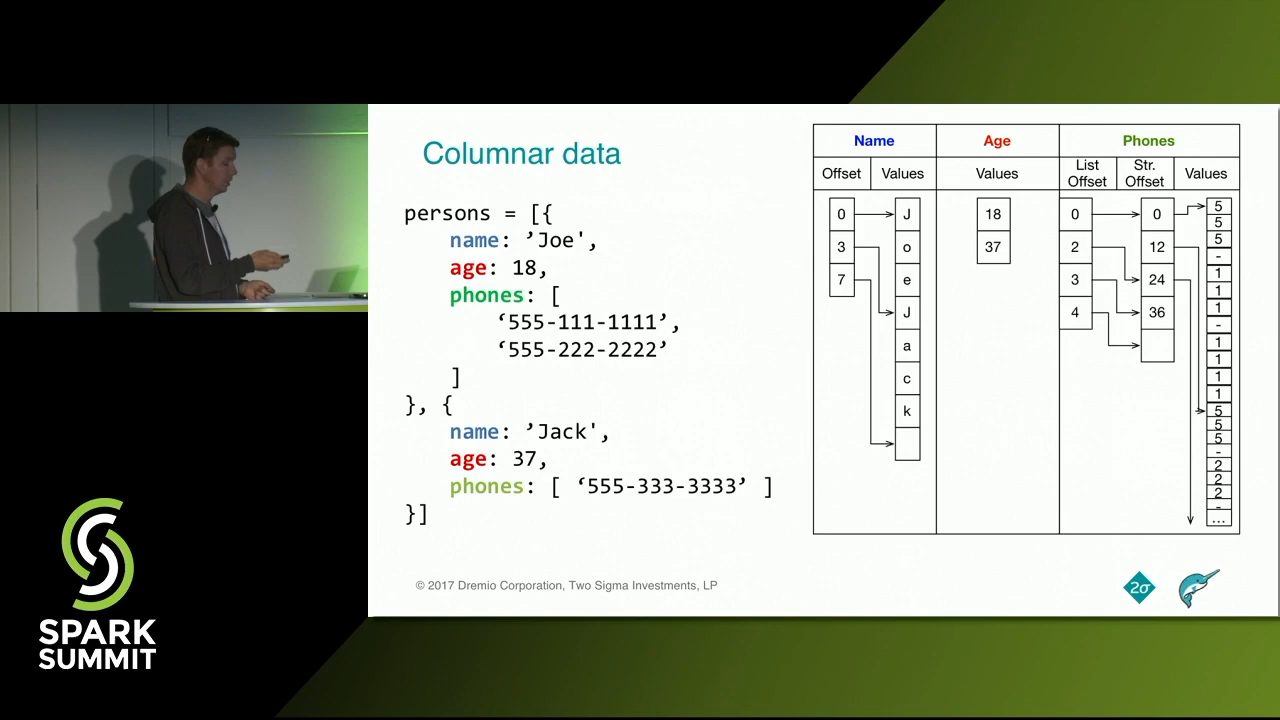 Columnar data
persons = [{
name: ’Joe',
age: 18,
phones: [
‘555-111-1111’,
‘555-222-2222’
]
}, {
name: ’Jack',
age: 37,
phones: [ ‘555-333-3333’ ]
}]
Name Age Phones
Offset Values Values List Offset Str. Offset Values
0
3
7
J
o
e
J
a
c
k
18
37
0
2
3
4
0
12
24
36
5
5
5
-
1
1
1
-
1
1
1
1
5
5
5
-
2
2
2
-
...
© 2017 Dremio Corporation, Two Sigma Investments, LP
2σ
SPARK
SUMMIT